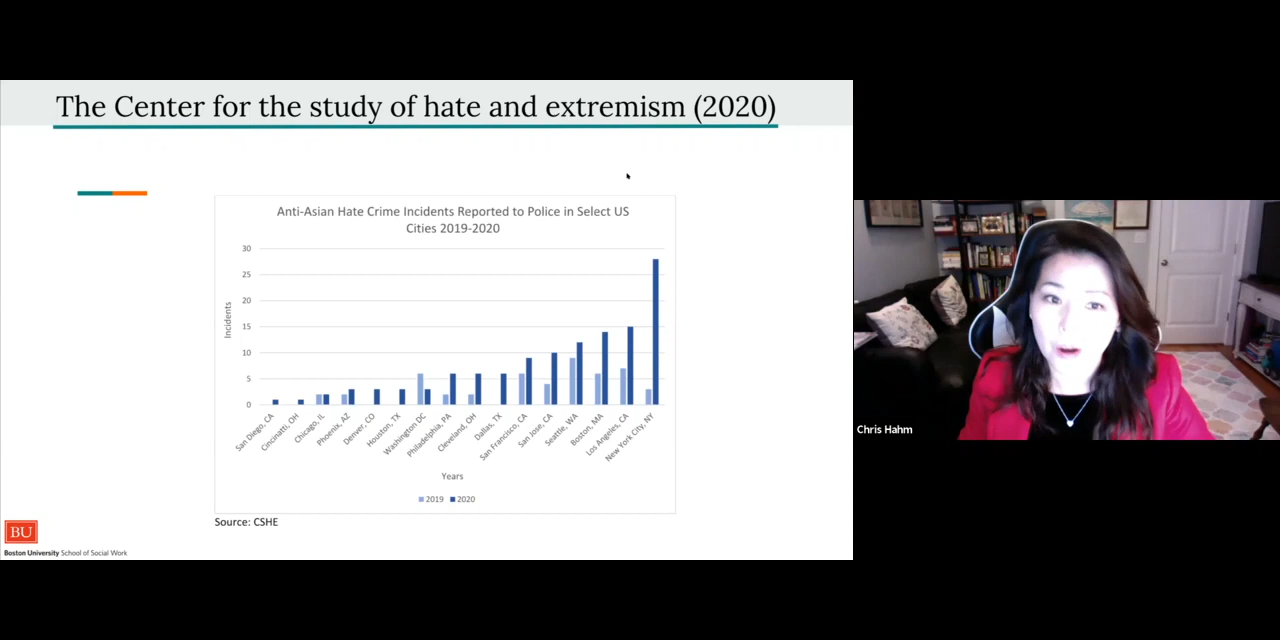 The Center for the study of hate and extremism (2020)
Anti-Asian Hate Crime Incidents Reported to Police in Select US
Cities 2019-2020
30
25
20
15
10
5
0
Incidents
San Diego, CA
Cincinatti, OH
Chicago, IL
Phoenix, AZ
Denver, CO
Houston, TX
Washington DC
Philadelphia, PA
Cleveland, OH
Dallas, TX
San Francisco, CA
San Jose, CA
Seattle, WA
Boston, MA
Los Angeles, CA
New York City, NY
Years
2019 2020
Source: CSHE
BU
Boston University School of Social Work
Chris Hahm